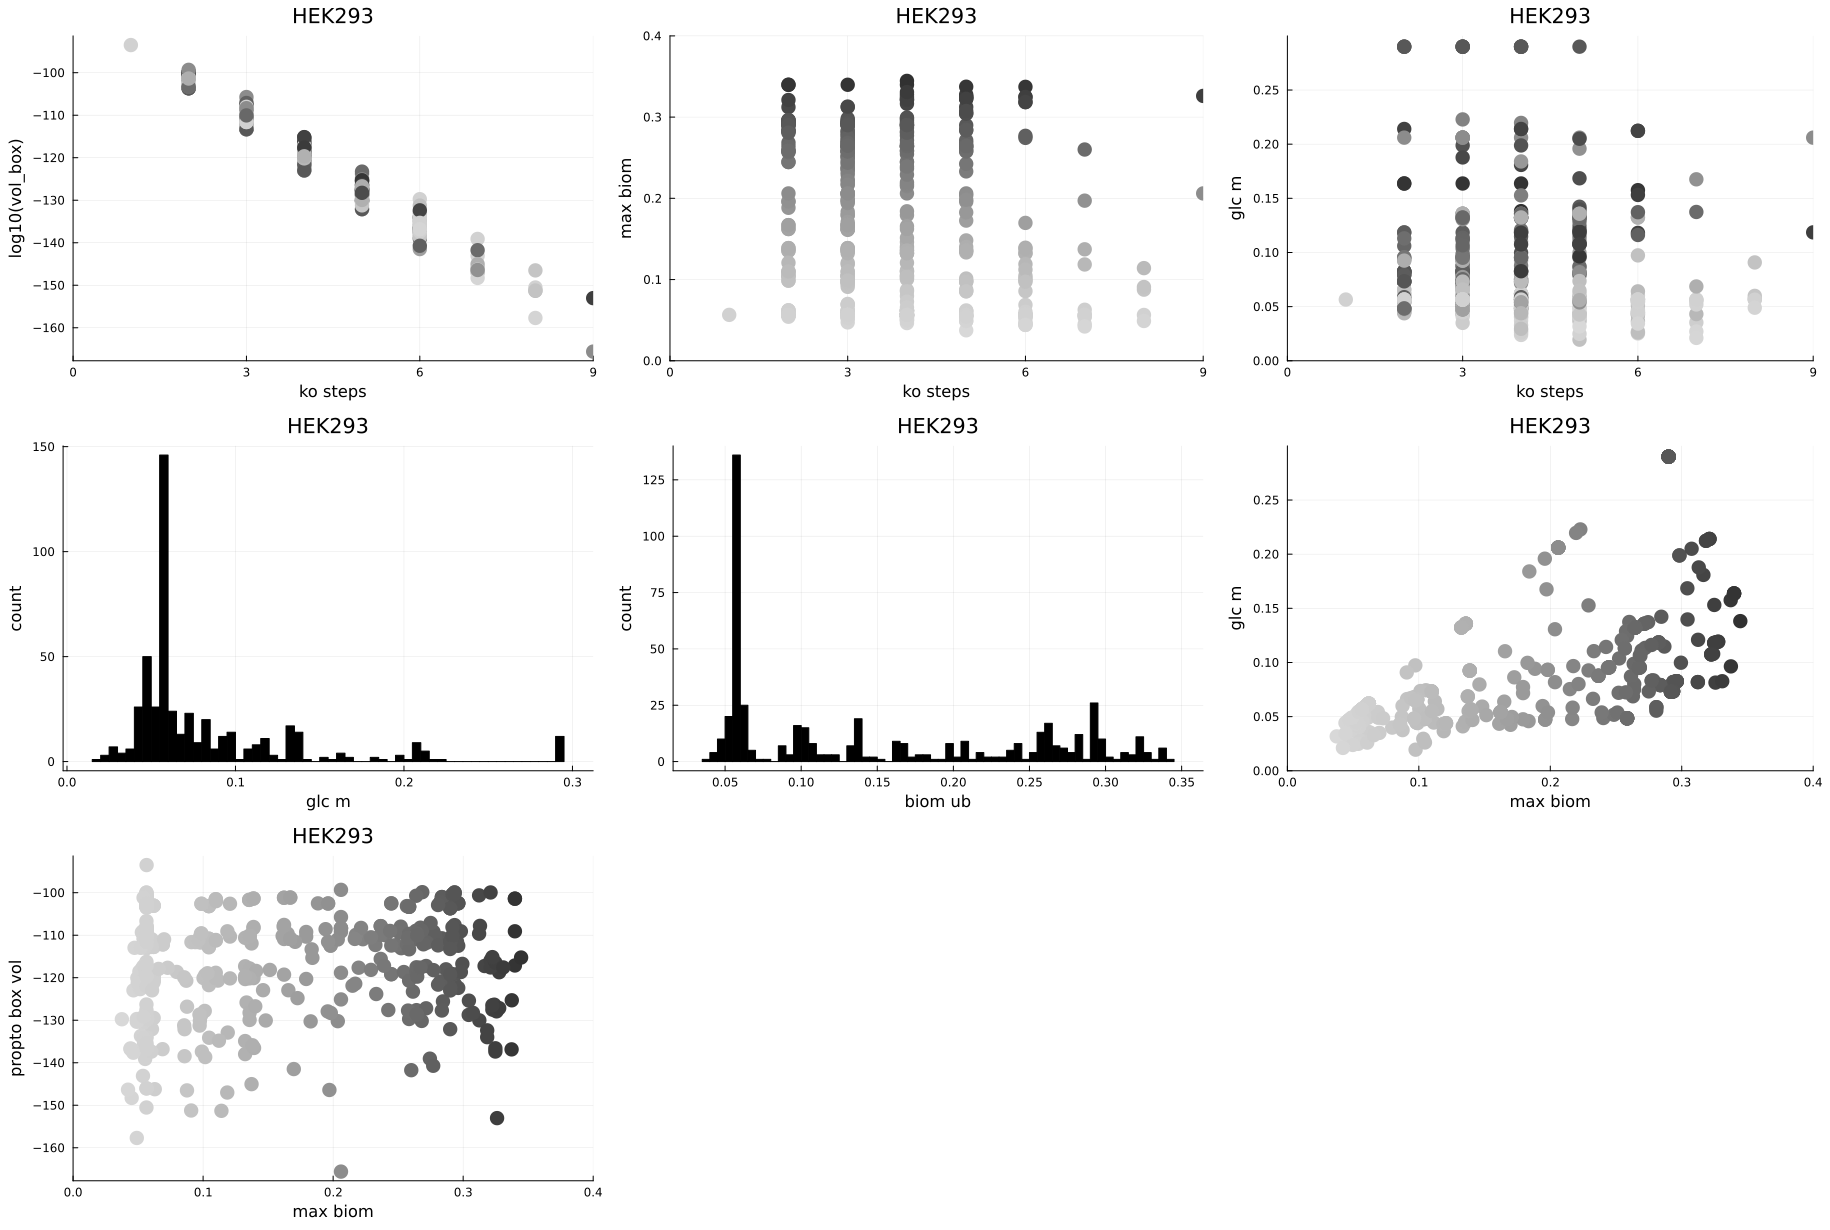 HEK293
−100
−110
−120
−130
−140
−150
−160
log10(vol_box)
0 3 6 9
ko steps
HEK293
0.4
0.3
0.2
0.1
0.0
max biom
0 3 6 9
ko steps
HEK293
0.25
0.20
0.15
0.10
0.05
0.00
glc m
0 3 6 9
ko steps
HEK293
150
100
50
0
count
0.0 0.1 0.2 0.3
glc m
HEK293
125
100
75
50
25
0
count
0.05 0.10 0.15 0.20 0.25 0.30 0.35
biom ub
HEK293
0.25
0.20
0.15
0.10
0.05
0.00
glc m
0.0 0.1 0.2 0.3 0.4
max biom
HEK293
−100
−110
−120
−130
−140
−150
−160
propto box vol
0.0 0.1 0.2 0.3 0.4
max biom